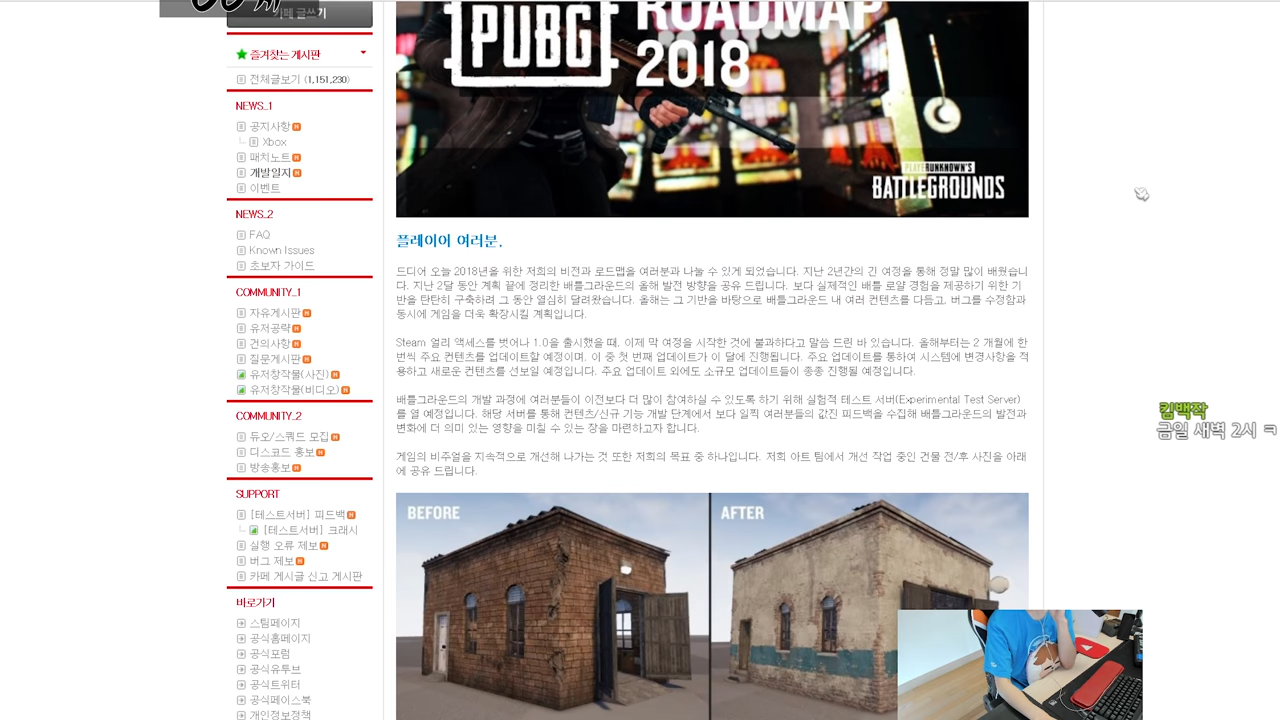 카페 글쓰기
즐겨찾는 게시판
전체글보기 (1,151,230)
NEWS_1
공지사항 N
Xbox
패치노트 N
개발일지 N
이벤트
NEWS_2
FAQ
Known Issues
초보자 가이드
COMMUNITY_1
자유게시판 N
유저공략 N
건의사항 N
질문게시판 N
유저창작물(사진) N
유저창작물(비디오) N
COMMUNITY_2
듀오/스쿼드 모집 N
디스코드 홍보 N
방송홍보 N
SUPPORT
[테스트서버] 피드백 N
[테스트서버] 크래시
실행 오류 제보 N
버그 제보 N
카페 게시글 신고 게시판
바로가기
스팀페이지
공식홈페이지
공식포럼
공식유투브
공식트위터
공식페이스북
개인정보정책
PUBG
ROADMAP
2018
PLAYERUNKNOWN'S
BATTLEGROUNDS
플레이어 여러분,
드디어 오늘 2018년을 위한 저희의 비전과 로드맵을 여러분과 나눌 수 있게 되었습니다. 지난 2년간의 긴 여정을 통해 정말 많이 배웠습니
다. 지난 2달 동안 계획 끝에 정리한 배틀그라운드의 올해 발전 방향을 공유 드립니다. 보다 실제적인 배틀 로얄 경험을 제공하기 위한 기
반을 탄탄히 구축하려 그 동안 열심히 달려왔습니다. 올해는 그 기반을 바탕으로 배틀그라운드 내 여러 컨텐츠를 다듬고, 버그를 수정함과
동시에 게임을 더욱 확장시킬 계획입니다.
Steam 얼리 액세스를 벗어나 1.0을 출시했을 때, 이제 막 여정을 시작한 것에 불과하다고 말씀 드린 바 있습니다. 올해부터는 2 개월에 한
번씩 주요 컨텐츠를 업데이트할 예정이며, 이 중 첫 번째 업데이트가 이 달에 진행됩니다. 주요 업데이트를 통하여 시스템에 변경사항을 적
용하고 새로운 컨텐츠를 선보일 예정입니다. 주요 업데이트 외에도 소규모 업데이트들이 종종 진행될 예정입니다.
배틀그라운드의 개발 과정에 여러분들이 이전보다 더 많이 참여하실 수 있도록 하기 위해 실험적 테스트 서버(Experimental Test Server)
를 열 예정입니다. 해당 서버를 통해 컨텐츠/신규 기능 개발 단계에서 보다 일찍 여러분들의 값진 피드백을 수집해 배틀그라운드의 발전과
변화에 더 의미 있는 영향을 미칠 수 있는 장을 마련하고자 합니다.
게임의 비주얼을 지속적으로 개선해 나가는 것 또한 저희의 목표 중 하나입니다. 저희 아트 팀에서 개선 작업 중인 건물 전/후 사진을 아래
에 공유 드립니다.
BEFORE
AFTER
킴백작
금일 새벽 2시 ㅋ